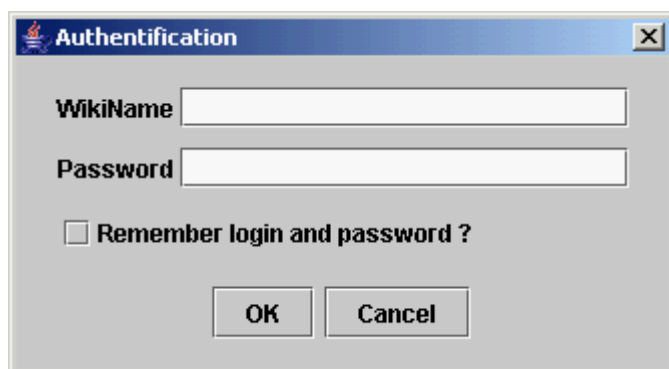 Authentification
WikiName
Password
Remember login and password ?
OK Cancel